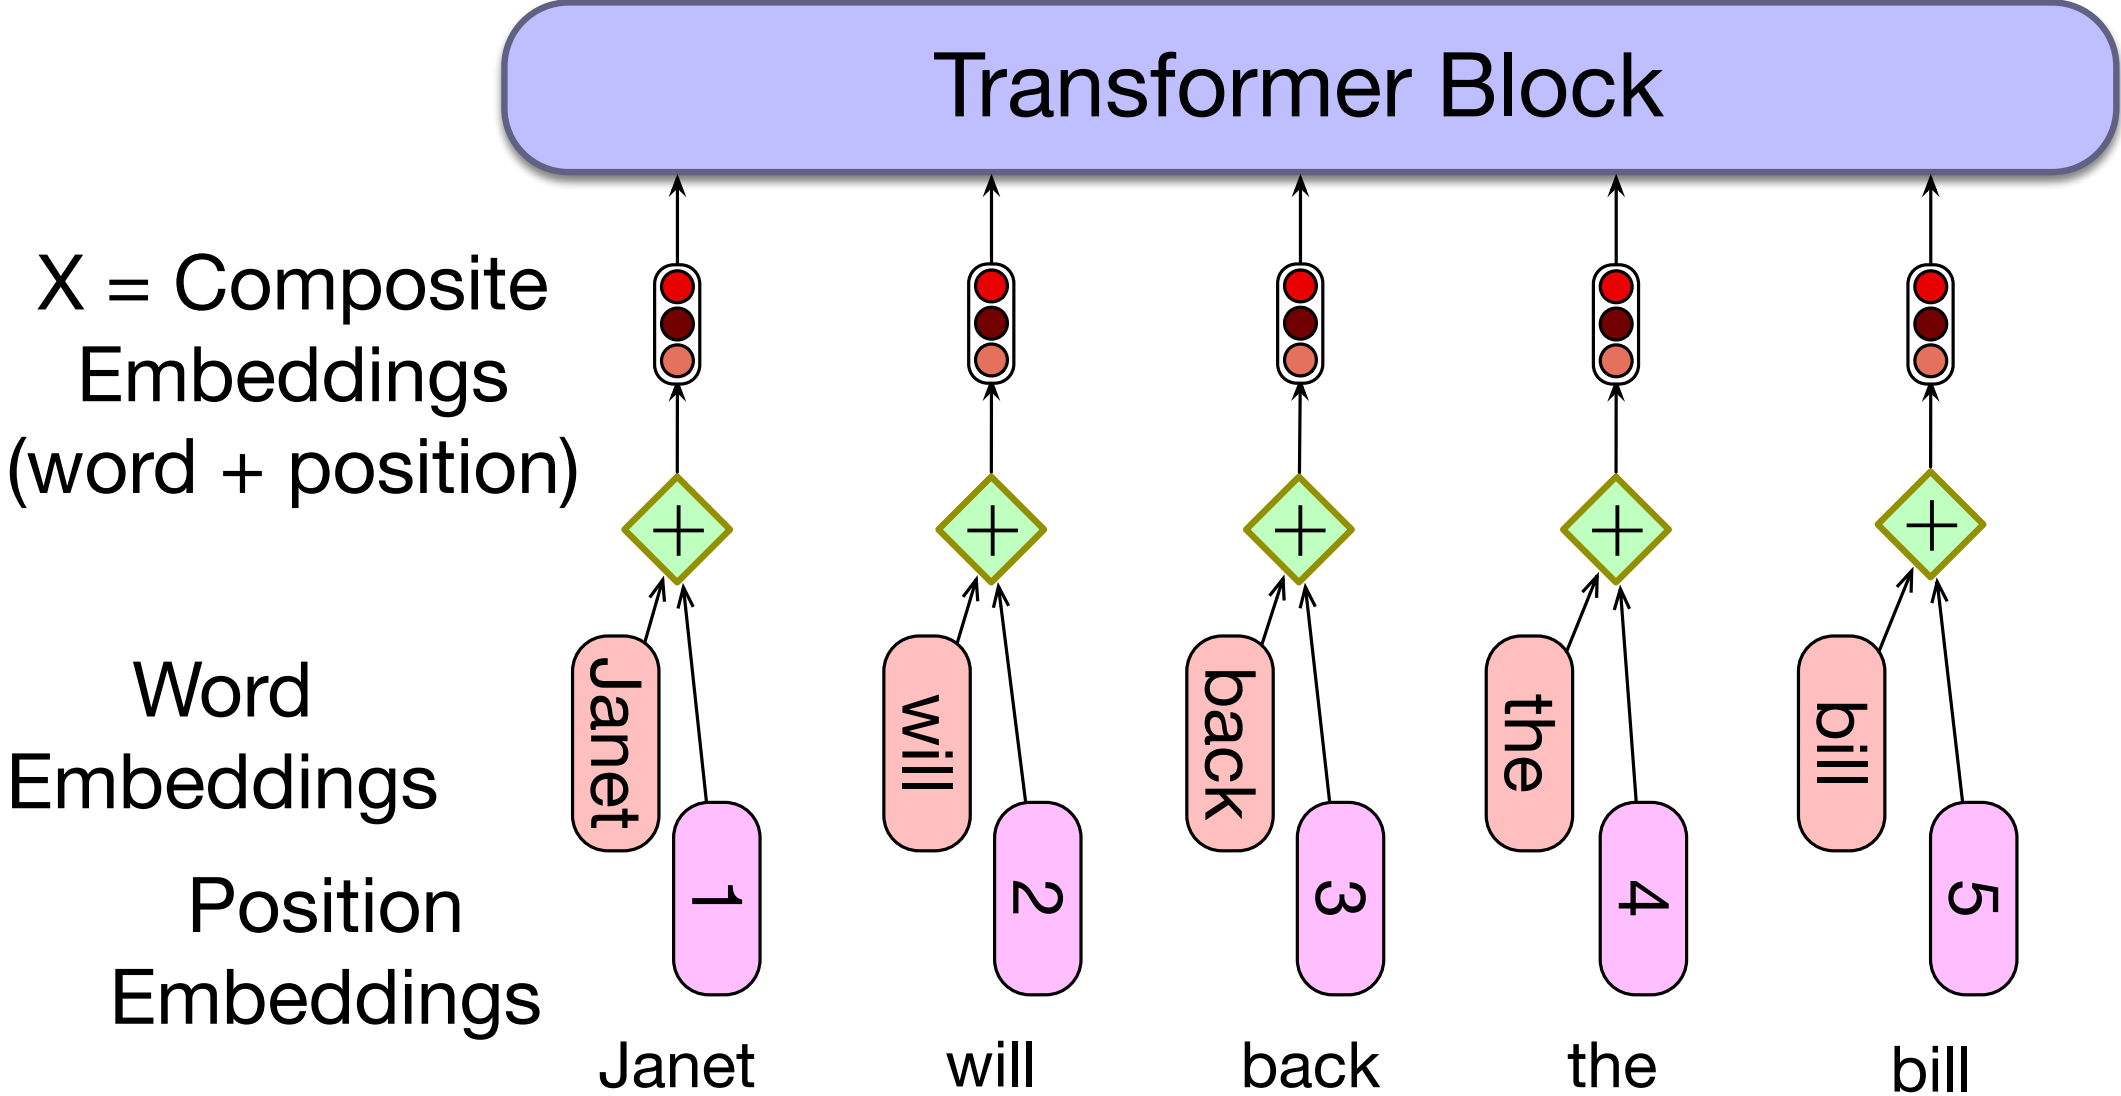 Transformer Block
X = Composite
Embeddings
(word + position)
+ + + + +
Word
Embeddings
Janet will back the bill
Position
Embeddings
1 2 3 4 5
Janet will back the bill